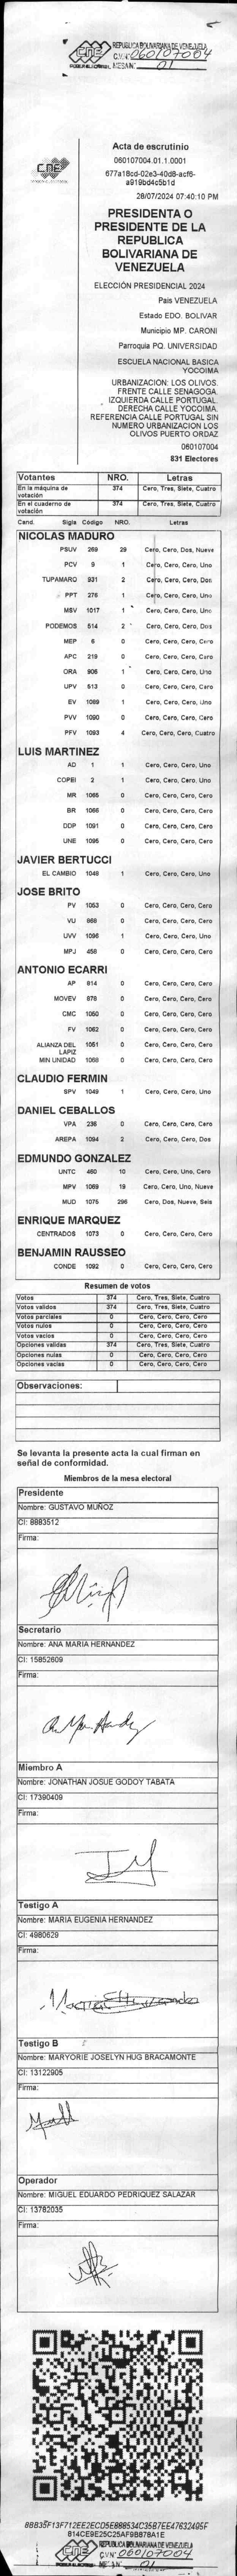 REPUBLICA BOLIVARIANA DE VENEZUELA
C.V.Nº 060107004
CNE
PODER ELECTORAL MESA Nº 01
Acta de escrutinio
060107004.01.1.0001
677a18cd-02e3-40d8-acf6-
a919bd4c5b1d
28/07/2024 07:40:10 PM
PRESIDENTA O
PRESIDENTE DE LA
REPUBLICA
BOLIVARIANA DE
VENEZUELA
ELECCIÓN PRESIDENCIAL 2024
País VENEZUELA
Estado EDO. BOLIVAR
Municipio MP. CARONI
Parroquia PQ. UNIVERSIDAD
ESCUELA NACIONAL BASICA
YOCOIMA
URBANIZACION: LOS OLIVOS.
FRENTE CALLE SENAGOGA.
IZQUIERDA CALLE PORTUGAL.
DERECHA CALLE YOCOIMA.
REFERENCIA CALLE PORTUGAL SIN
NUMERO URBANIZACION LOS
OLIVOS PUERTO ORDAZ
060107004
831 Electores
Votantes NRO. Letras
En la máquina de votación 374 Cero, Tres, Siete, Cuatro
En el cuaderno de votación 374 Cero, Tres, Siete, Cuatro
Cand. Sigla Código NRO. Letras
NICOLAS MADURO
PSUV 269 29 Cero, Cero, Dos, Nueve
PCV 9 1 Cero, Cero, Cero, Uno
TUPAMARO 931 2 Cero, Cero, Cero, Dos
PPT 276 1 Cero, Cero, Cero, Uno
MSV 1017 1 Cero, Cero, Cero, Uno
PODEMOS 514 2 Cero, Cero, Cero, Dos
MEP 6 0 Cero, Cero, Cero, Cero
APC 219 0 Cero, Cero, Cero, Cero
ORA 906 1 Cero, Cero, Cero, Uno
UPV 613 0 Cero, Cero, Cero, Cero
EV 1089 1 Cero, Cero, Cero, Uno
PVV 1090 0 Cero, Cero, Cero, Cero
PFV 1093 4 Cero, Cero, Cero, Cuatro
LUIS MARTINEZ
AD 1 1 Cero, Cero, Cero, Uno
COPEI 2 1 Cero, Cero, Cero, Uno
MR 1065 0 Cero, Cero, Cero, Cero
BR 1066 0 Cero, Cero, Cero, Cero
DDP 1091 0 Cero, Cero, Cero, Cero
UNE 1095 0 Cero, Cero, Cero, Cero
JAVIER BERTUCCI
EL CAMBIO 1048 1 Cero, Cero, Cero, Uno
JOSE BRITO
PV 1053 0 Cero, Cero, Cero, Cero
VU 868 0 Cero, Cero, Cero, Cero
UVV 1096 1 Cero, Cero, Cero, Uno
MPJ 458 0 Cero, Cero, Cero, Cero
ANTONIO ECARRI
AP 814 0 Cero, Cero, Cero, Cero
MOVEV 878 0 Cero, Cero, Cero, Cero
CMC 1050 0 Cero, Cero, Cero, Cero
FV 1062 0 Cero, Cero, Cero, Cero
ALIANZA DEL LAPIZ 1051 0 Cero, Cero, Cero, Cero
MIN UNIDAD 1068 0 Cero, Cero, Cero, Cero
CLAUDIO FERMIN
SPV 1049 1 Cero, Cero, Cero, Uno
DANIEL CEBALLOS
VPA 236 0 Cero, Cero, Cero, Cero
AREPA 1094 2 Cero, Cero, Cero, Dos
EDMUNDO GONZALEZ
UNTC 480 10 Cero, Cero, Uno, Cero
MPV 1069 19 Cero, Cero, Uno, Nueve
MUD 1075 296 Cero, Dos, Nueve, Seis
ENRIQUE MARQUEZ
CENTRADOS 1073 0 Cero, Cero, Cero, Cero
BENJAMIN RAUSSEO
CONDE 1092 0 Cero, Cero, Cero, Cero
Resumen de votos
Votos 374 Cero, Tres, Siete, Cuatro
Votos validos 374 Cero, Tres, Siete, Cuatro
Votos parciales 0 Cero, Cero, Cero, Cero
Votos nulos 0 Cero, Cero, Cero, Cero
Votos vacios 0 Cero, Cero, Cero, Cero
Opciones validas 374 Cero, Tres, Siete, Cuatro
Opciones nulas 0 Cero, Cero, Cero, Cero
Opciones vacias 0 Cero, Cero, Cero, Cero
Observaciones:
Se levanta la presente acta la cual firman en
señal de conformidad.
Miembros de la mesa electoral
Presidente
Nombre: GUSTAVO MUÑOZ
CI: 8883512
Firma:
Secretario
Nombre: ANA MARIA HERNANDEZ
CI: 15852609
Firma:
Miembro A
Nombre: JONATHAN JOSUE GODOY TABATA
CI: 17390409
Firma:
Testigo A
Nombre: MARIA EUGENIA HERNANDEZ
CI: 4980629
Firma:
Testigo B
Nombre: MARYORIE JOSELYN HUG BRACAMONTE
CI: 13122905
Firma:
Operador
Nombre: MIGUEL EDUARDO PEDRIQUEZ SALAZAR
CI: 13782035
Firma:
8BB35F13F712EE2ECD5E888534C35B7EE47632495F
814CE9E25C25AF9B878A1E
CNE
REPUBLICA BOLIVARIANA DE VENEZUELA
C.V.Nº 060107004
PODER ELECTORAL MESA Nº 01